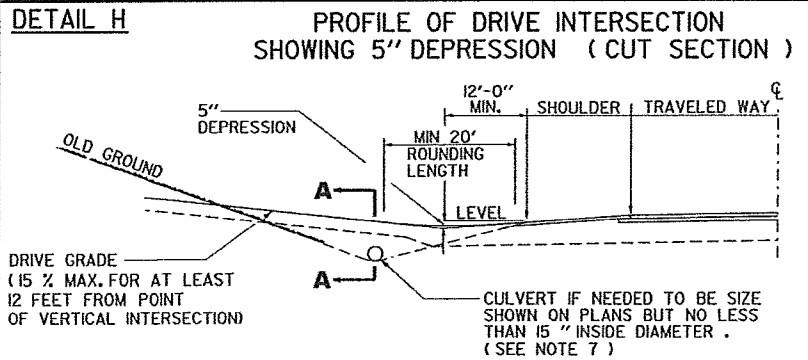 DETAIL H
PROFILE OF DRIVE INTERSECTION
SHOWING 5" DEPRESSION ( CUT SECTION )
℄
12'-0"
MIN.
SHOULDER
TRAVELED WAY
5"
DEPRESSION
MIN 20'
ROUNDING
LENGTH
OLD GROUND
A
LEVEL
DRIVE GRADE
(15 % MAX. FOR AT LEAST
12 FEET FROM POINT
OF VERTICAL INTERSECTION)
A
CULVERT IF NEEDED TO BE SIZE
SHOWN ON PLANS BUT NO LESS
THAN 15 " INSIDE DIAMETER .
( SEE NOTE 7 )